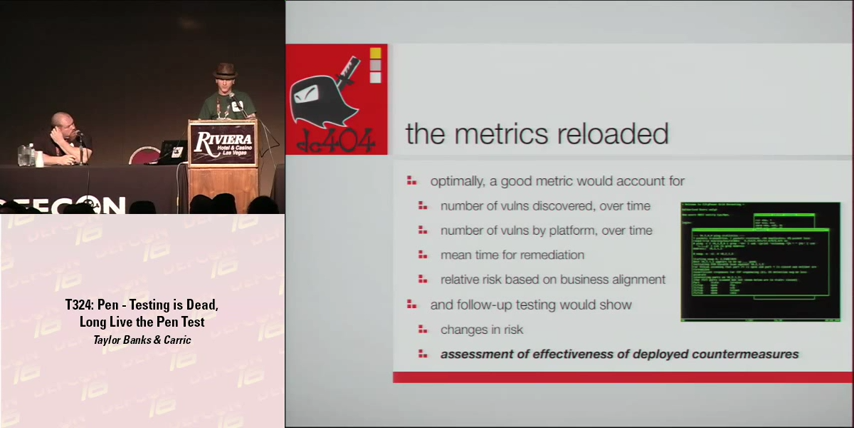 RIVIERA
Hotel & Casino
Las Vegas
DEFCON
T324: Pen - Testing is Dead,
Long Live the Pen Test
Taylor Banks & Carric
dc404
the metrics reloaded
optimally, a good metric would account for
number of vulns discovered, over time
number of vulns by platform, over time
mean time for remediation
relative risk based on business alignment
and follow-up testing would show
changes in risk
assessment of effectiveness of deployed countermeasures